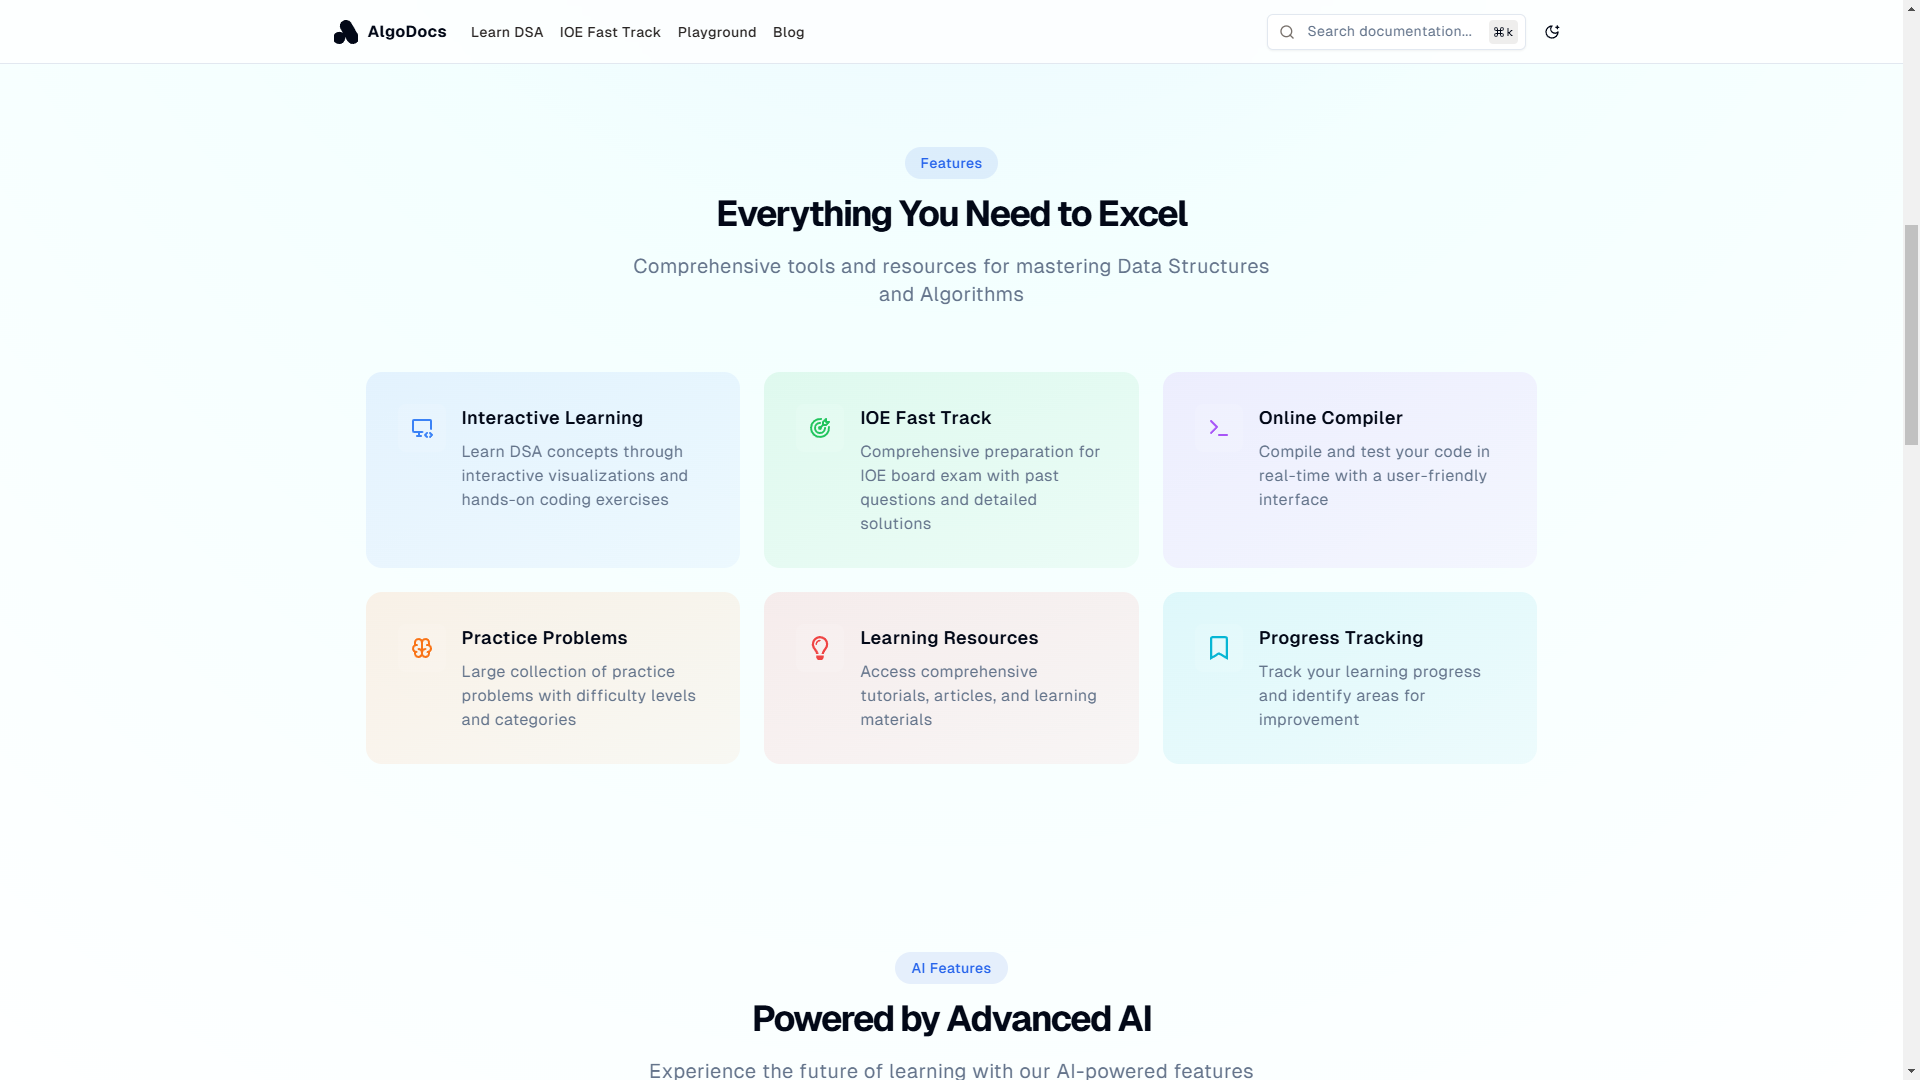 AlgoDocs
Learn DSA
IOE Fast Track
Playground
Blog
Search documentation...
⌘k
Features
Everything You Need to Excel
Comprehensive tools and resources for mastering Data Structures
and Algorithms
Interactive Learning
Learn DSA concepts through
interactive visualizations and
hands-on coding exercises
IOE Fast Track
Comprehensive preparation for
IOE board exam with past
questions and detailed
solutions
Online Compiler
Compile and test your code in
real-time with a user-friendly
interface
Practice Problems
Large collection of practice
problems with difficulty levels
and categories
Learning Resources
Access comprehensive
tutorials, articles, and learning
materials
Progress Tracking
Track your learning progress
and identify areas for
improvement
AI Features
Powered by Advanced AI
Experience the future of learning with our AI-powered features